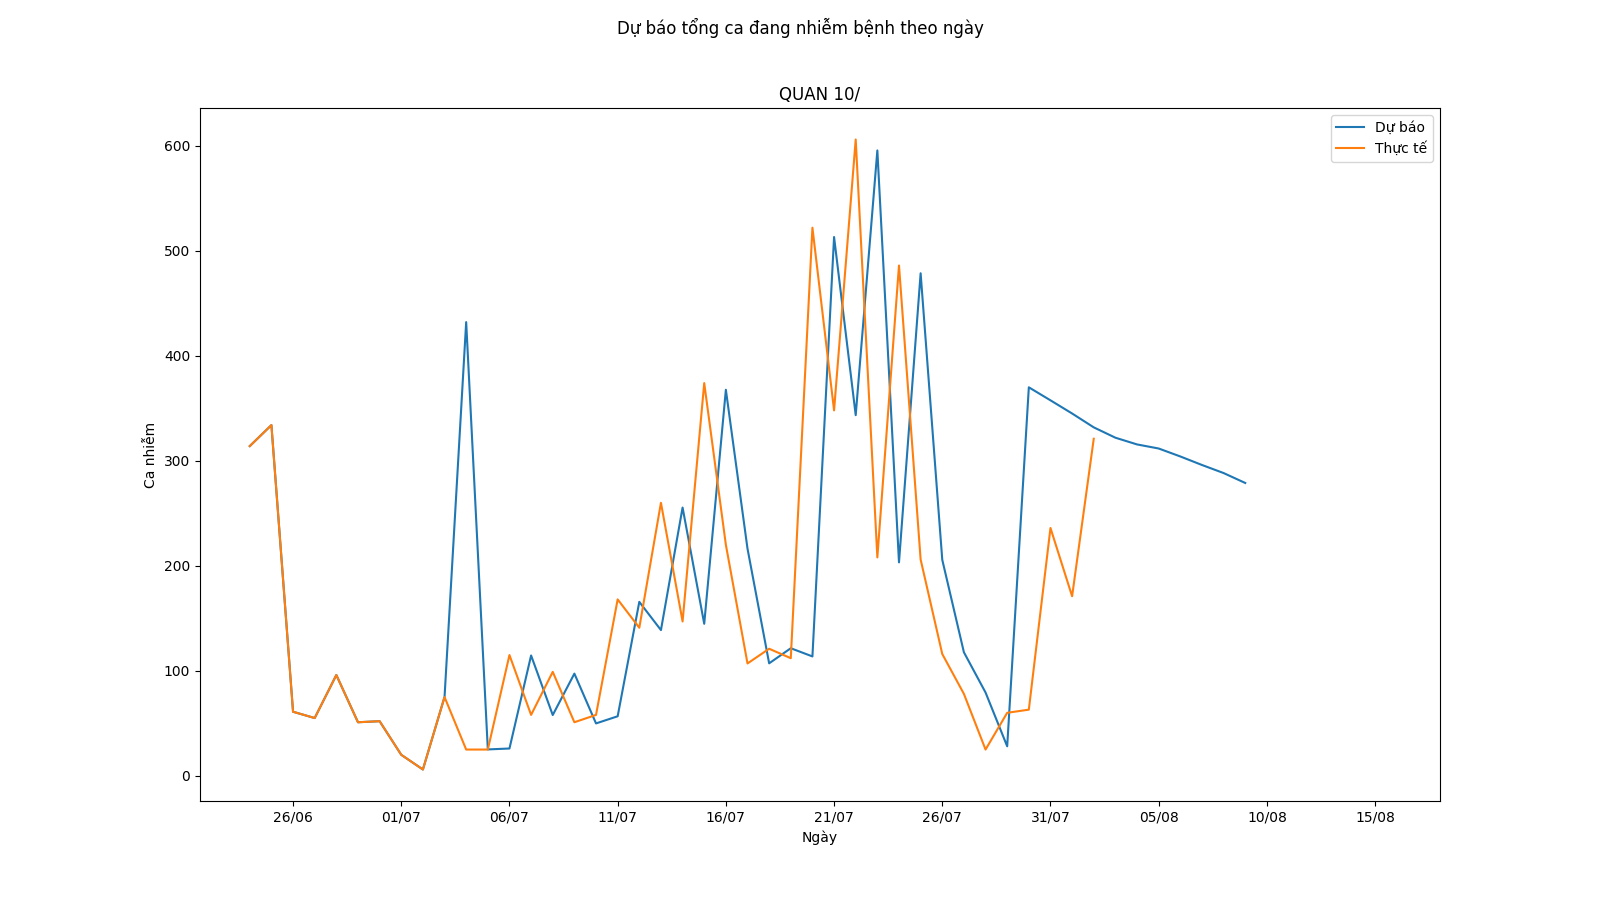 Dự báo tổng ca đang nhiễm bệnh theo ngày
QUAN 10/
Dự báo
Thực tế
600
500
400
300
200
100
0
Ca nhiễm
26/06 01/07 06/07 11/07 16/07 21/07 26/07 31/07 05/08 10/08 15/08
Ngày